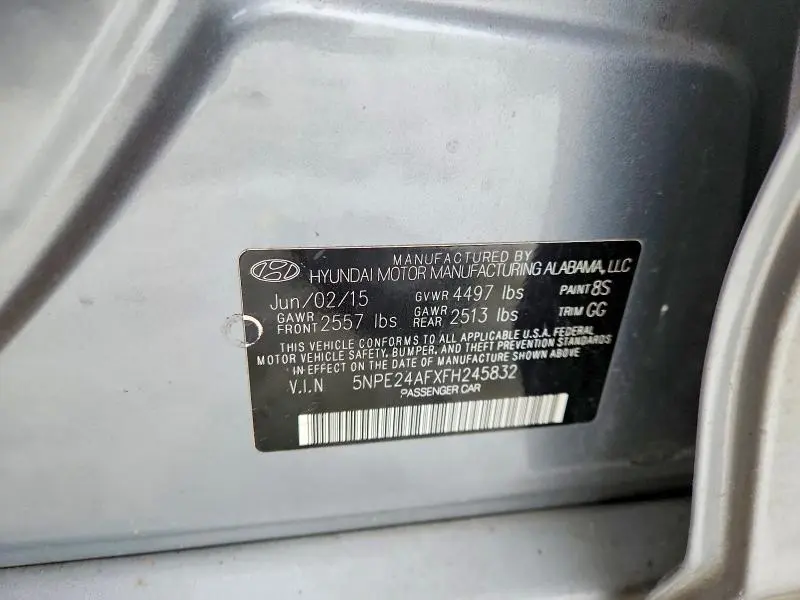 MANUFACTURED BY
HYUNDAI MOTOR MANUFACTURING ALABAMA, LLC
Jun/02/15 GVWR 4497 lbs PAINT 8S
GAWR FRONT 2557 lbs GAWR REAR 2513 lbs TRIM GG
THIS VEHICLE CONFORMS TO ALL APPLICABLE U.S.A. FEDERAL
MOTOR VEHICLE SAFETY, BUMPER, AND THEFT PREVENTION STANDARDS
IN EFFECT ON THE DATE OF MANUFACTURE SHOWN ABOVE
V.I.N 5NPE24AFXFH245832
PASSENGER CAR